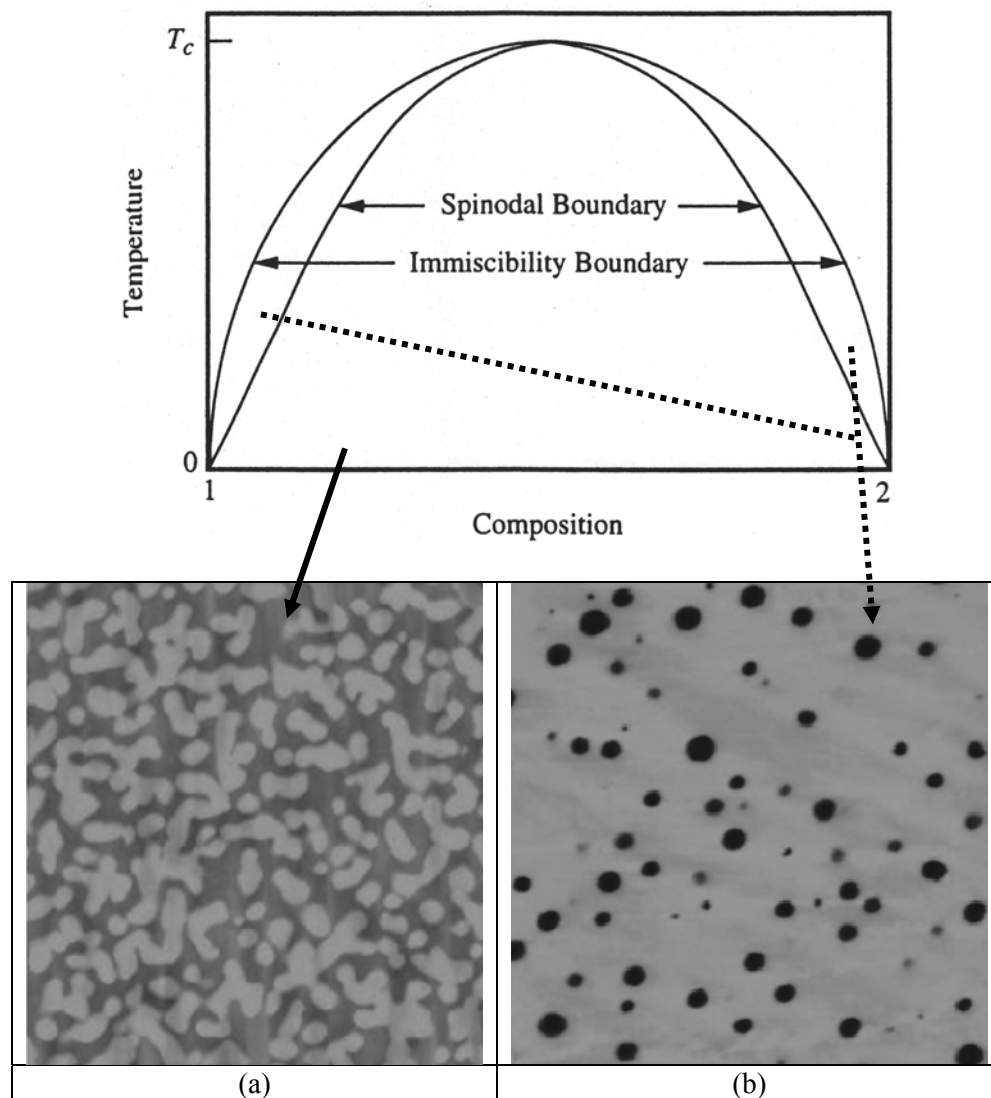 T_c
Temperature
Spinodal Boundary
Immiscibility Boundary
0
1
2
Composition
(a)
(b)